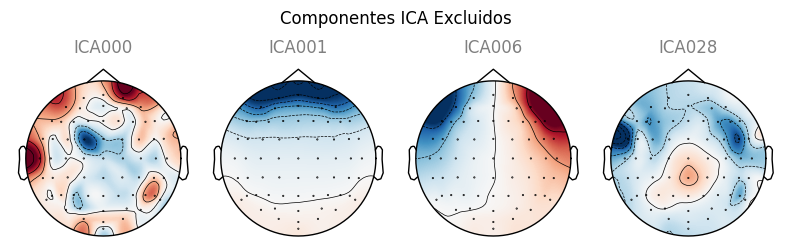 Componentes ICA Excluidos
ICA000 ICA001 ICA006 ICA028